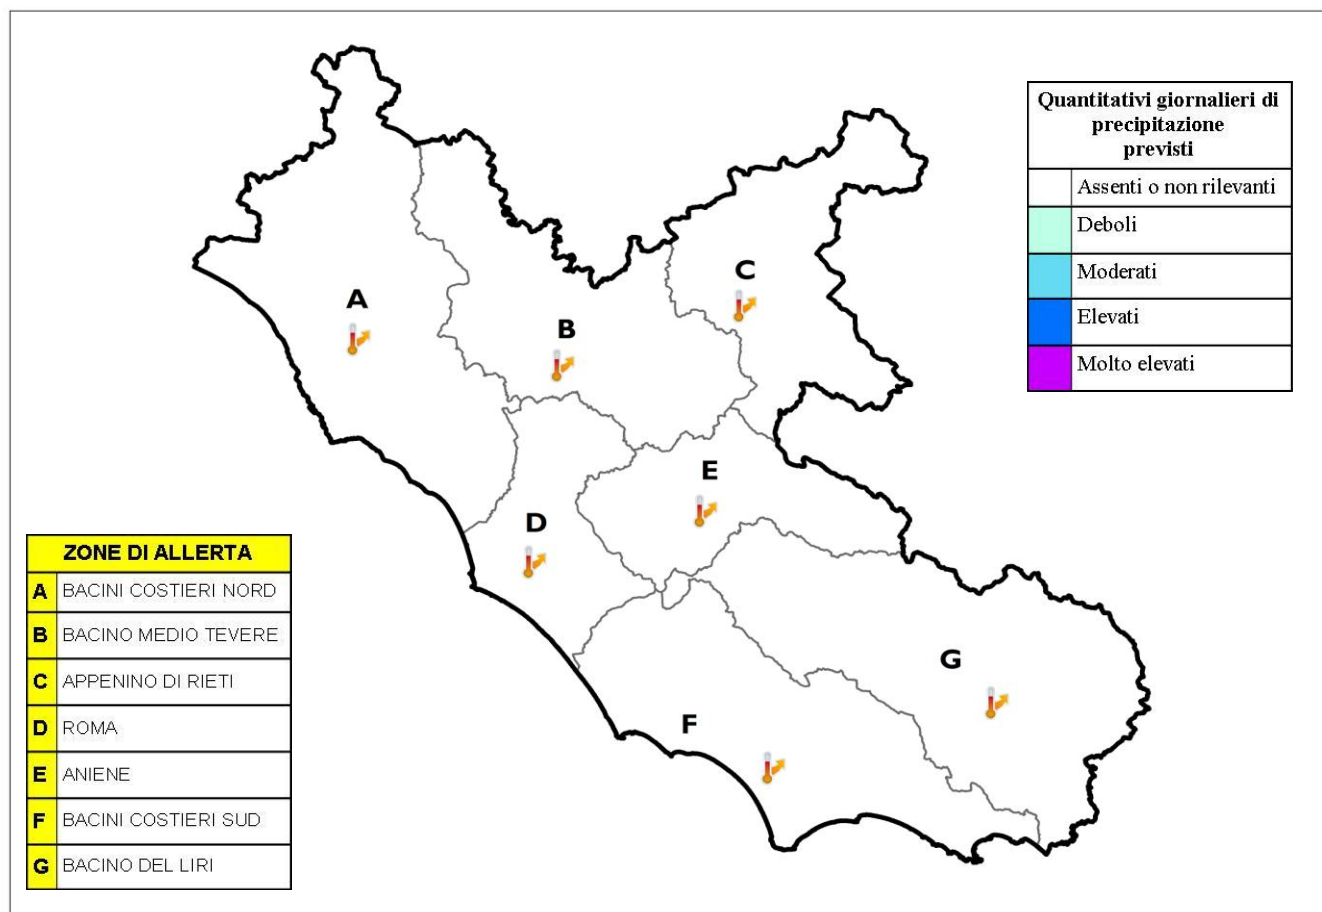 Quantitativi giornalieri di
precipitazione
previsti
Assenti o non rilevanti
Deboli
Moderati
Elevati
Molto elevati
A
B
C
D
E
F
G
ZONE DI ALLERTA
A BACINI COSTIERI NORD
B BACINO MEDIO TEVERE
C APPENINO DI RIETI
D ROMA
E ANIENE
F BACINI COSTIERI SUD
G BACINO DEL LIRI